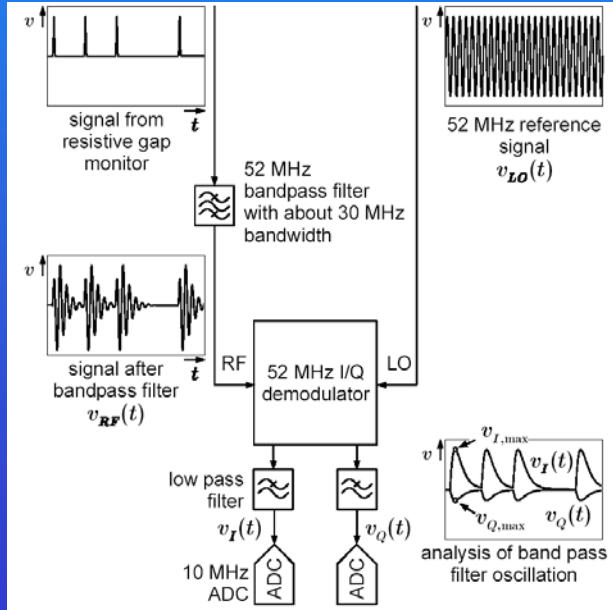 v
t
signal from
resistive gap
monitor
52 MHz
bandpass filter
with about 30 MHz
bandwidth
v
52 MHz reference
signal
v_LO(t)
v
t
signal after
bandpass filter
v_RF(t)
RF
52 MHz I/Q
demodulator
LO
low pass
filter
v_I(t)
v_Q(t)
10 MHz
ADC
ADC
ADC
v
v_I,max
v_I(t)
v_Q,max
v_Q(t)
analysis of band pass
filter oscillation